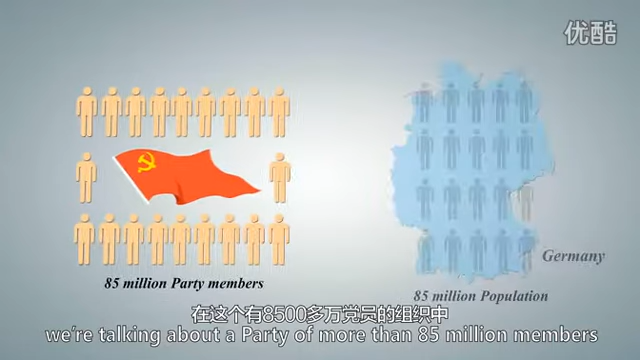 优酷
Germany
85 million Party members
85 million Population
在这个有8500多万党员的组织中
we're talking about a Party of more than 85 million members